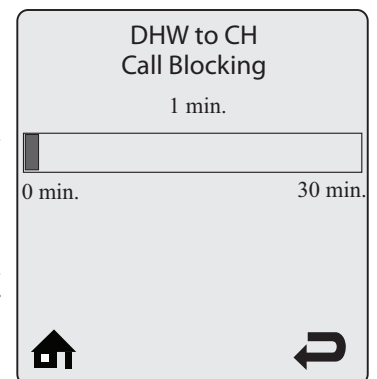 DHW to CH
Call Blocking
1 min.
0 min. 30 min.